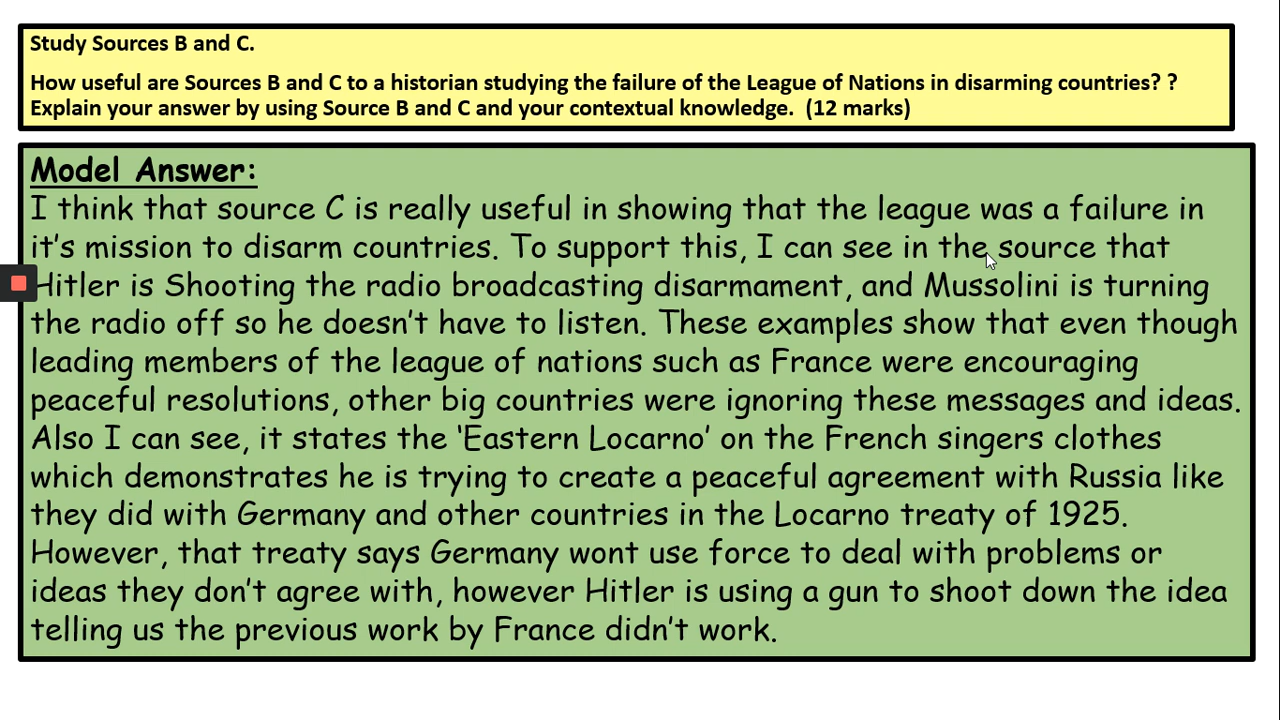 Study Sources B and C.
How useful are Sources B and C to a historian studying the failure of the League of Nations in disarming countries? ?
Explain your answer by using Source B and C and your contextual knowledge.  (12 marks)
Model Answer:
I think that source C is really useful in showing that the league was a failure in
it's mission to disarm countries. To support this, I can see in the source that
Hitler is Shooting the radio broadcasting disarmament, and Mussolini is turning
the radio off so he doesn't have to listen. These examples show that even though
leading members of the league of nations such as France were encouraging
peaceful resolutions, other big countries were ignoring these messages and ideas.
Also I can see, it states the 'Eastern Locarno' on the French singers clothes
which demonstrates he is trying to create a peaceful agreement with Russia like
they did with Germany and other countries in the Locarno treaty of 1925.
However, that treaty says Germany wont use force to deal with problems or
ideas they don't agree with, however Hitler is using a gun to shoot down the idea
telling us the previous work by France didn't work.